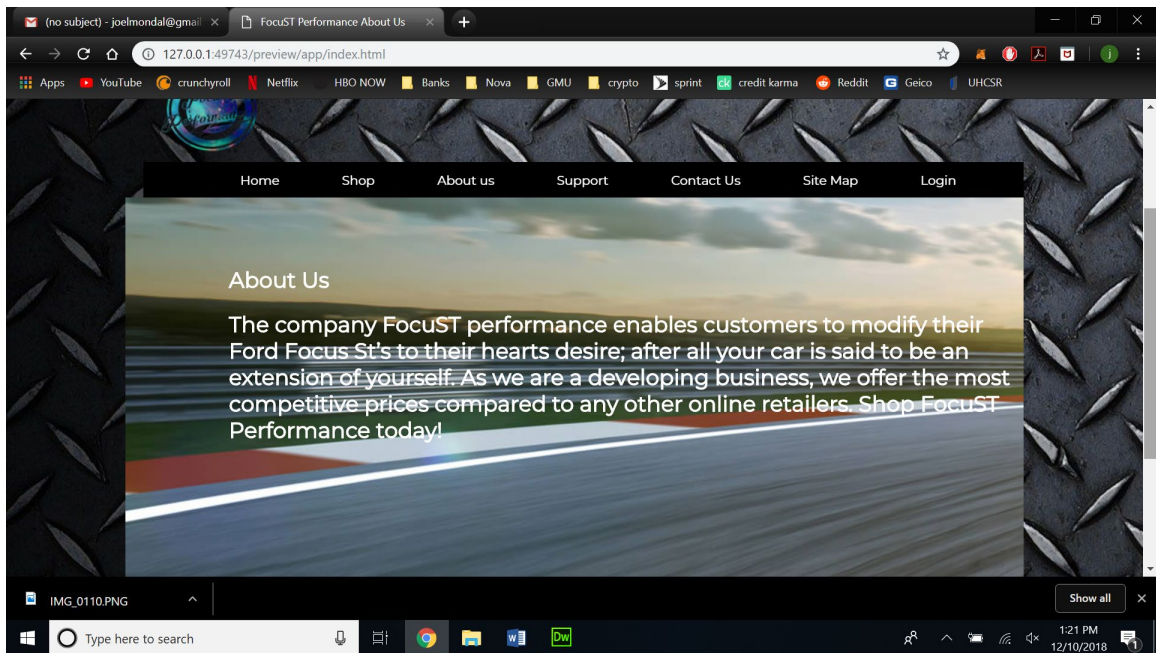 (no subject) - joelmondal@gmail
FocuST Performance About Us
127.0.0.1:49743/preview/app/index.html
Apps YouTube crunchyroll Netflix HBO NOW Banks Nova GMU crypto sprint ck credit karma Reddit G Geico UHCSR
Performance
Home Shop About us Support Contact Us Site Map Login
About Us
The company FocuST performance enables customers to modify their
Ford Focus St's to their hearts desire; after all your car is said to be an
extension of yourself. As we are a developing business, we offer the most
competitive prices compared to any other online retailers. Shop FocuST
Performance today!
IMG_0110.PNG
Show all
Type here to search
Dw
1:21 PM
12/10/2018
1